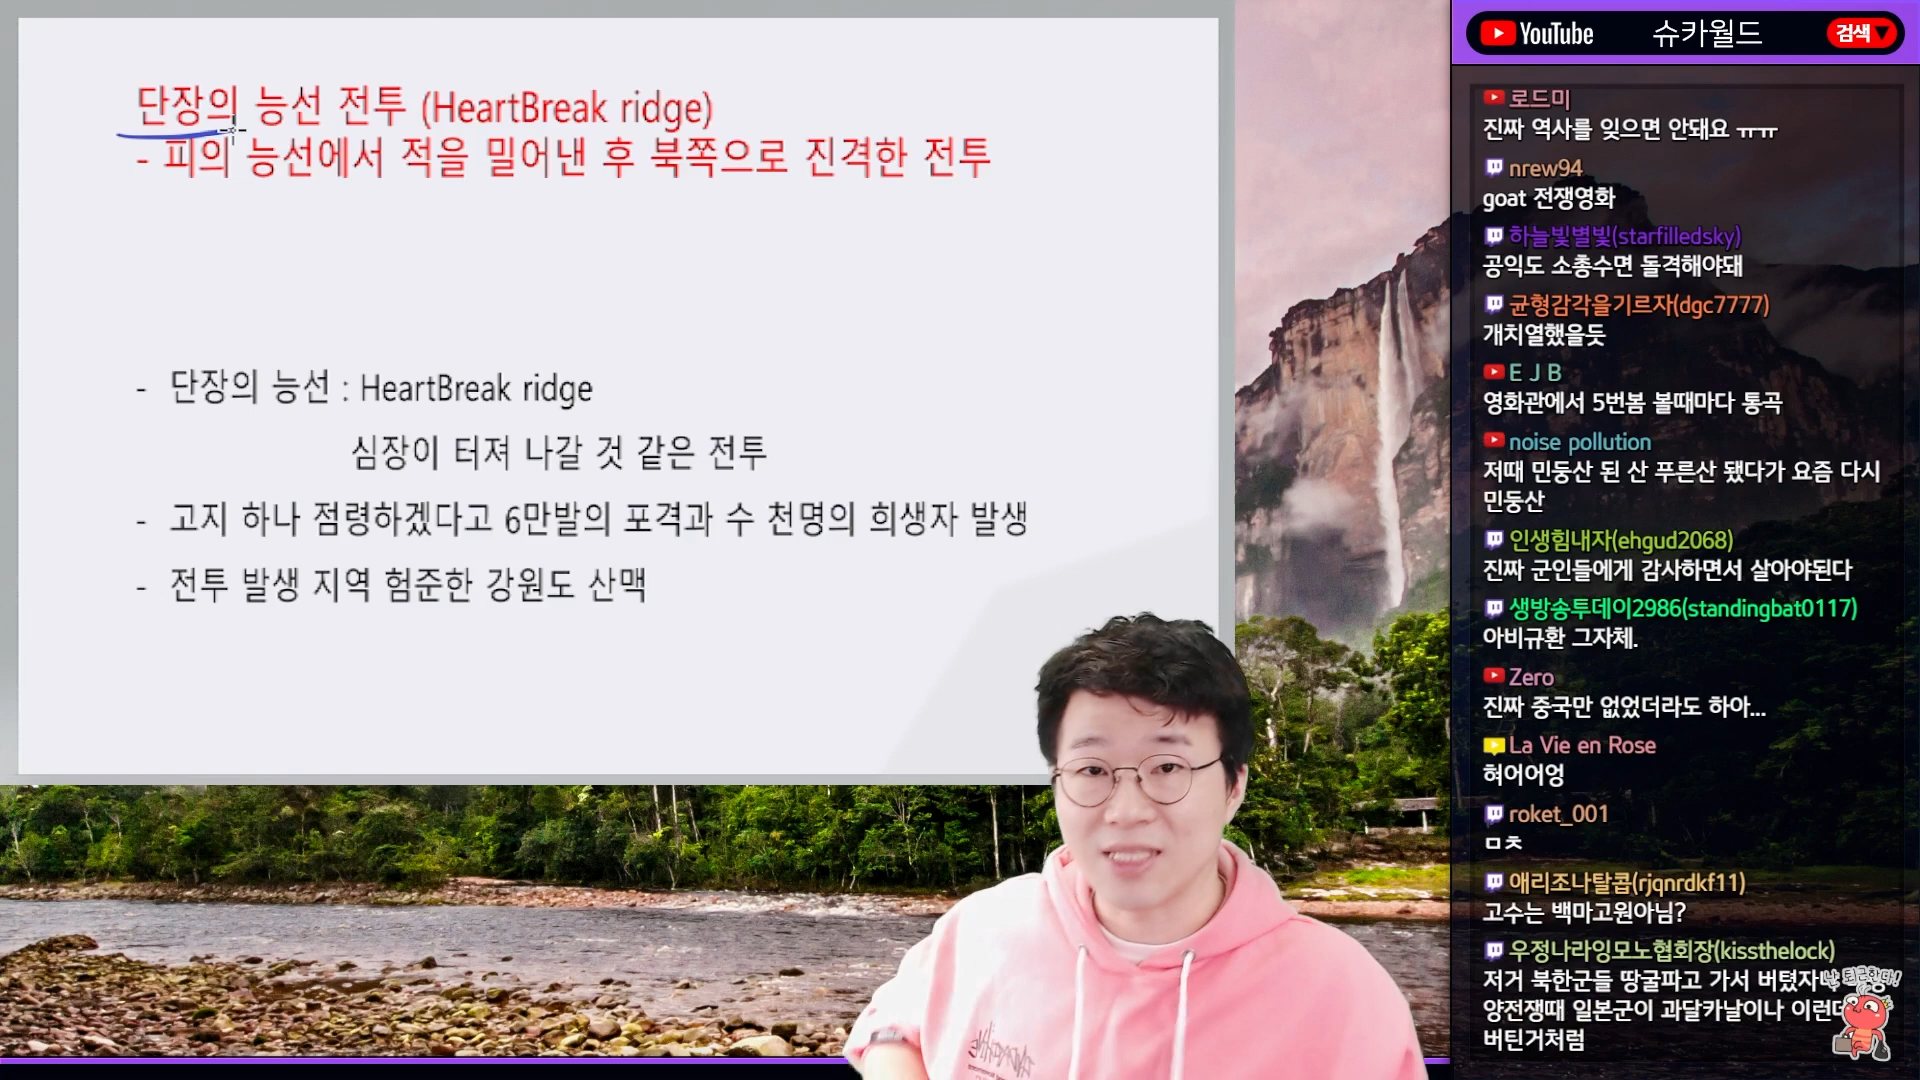 단장의 능선 전투 (HeartBreak ridge)
- 피의 능선에서 적을 밀어낸 후 북쪽으로 진격한 전투
- 단장의 능선 : HeartBreak ridge
심장이 터져 나갈 것 같은 전투
- 고지 하나 점령하겠다고 6만발의 포격과 수 천명의 희생자 발생
- 전투 발생 지역 험준한 강원도 산맥
YouTube 슈카월드 검색
로드미
진짜 역사를 잊으면 안돼요 ㅠㅠ
nrew94
goat 전쟁영화
하늘빛별빛(starfilledsky)
공익도 소총수면 돌격해야돼
균형감각을기르자(dgc7777)
개치열했을듯
E J B
영화관에서 5번봄 볼때마다 통곡
noise pollution
저때 민둥산 된 산 푸른산 됐다가 요즘 다시
민둥산
인생힘내자(ehgud2068)
진짜 군인들에게 감사하면서 살아야된다
생방송투데이2986(standingbat0117)
아비규환 그자체.
Zero
진짜 중국만 없었더라도 하아...
La Vie en Rose
혀어어엉
roket_001
ㅁㅊ
애리조나탈콥(rjqnrdkf11)
고수는 백마고원아님?
우정나라잉모노협회장(kissthelock)
저거 북한군들 땅굴파고 가서 버텼자
양전쟁때 일본군이 과달카날이나 이런
버틴거처럼
난 퇴근한다!